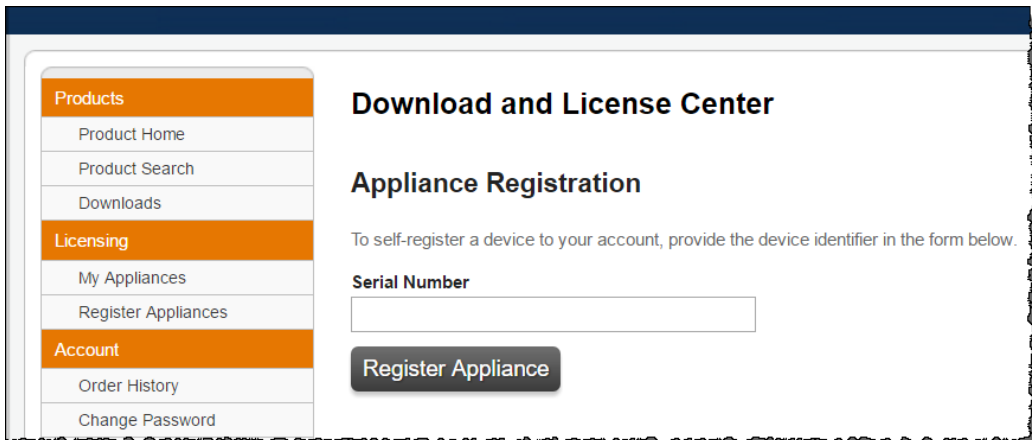 Products
Product Home
Product Search
Downloads
Licensing
My Appliances
Register Appliances
Account
Order History
Change Password
Download and License Center
Appliance Registration
To self-register a device to your account, provide the device identifier in the form below.
Serial Number
Register Appliance